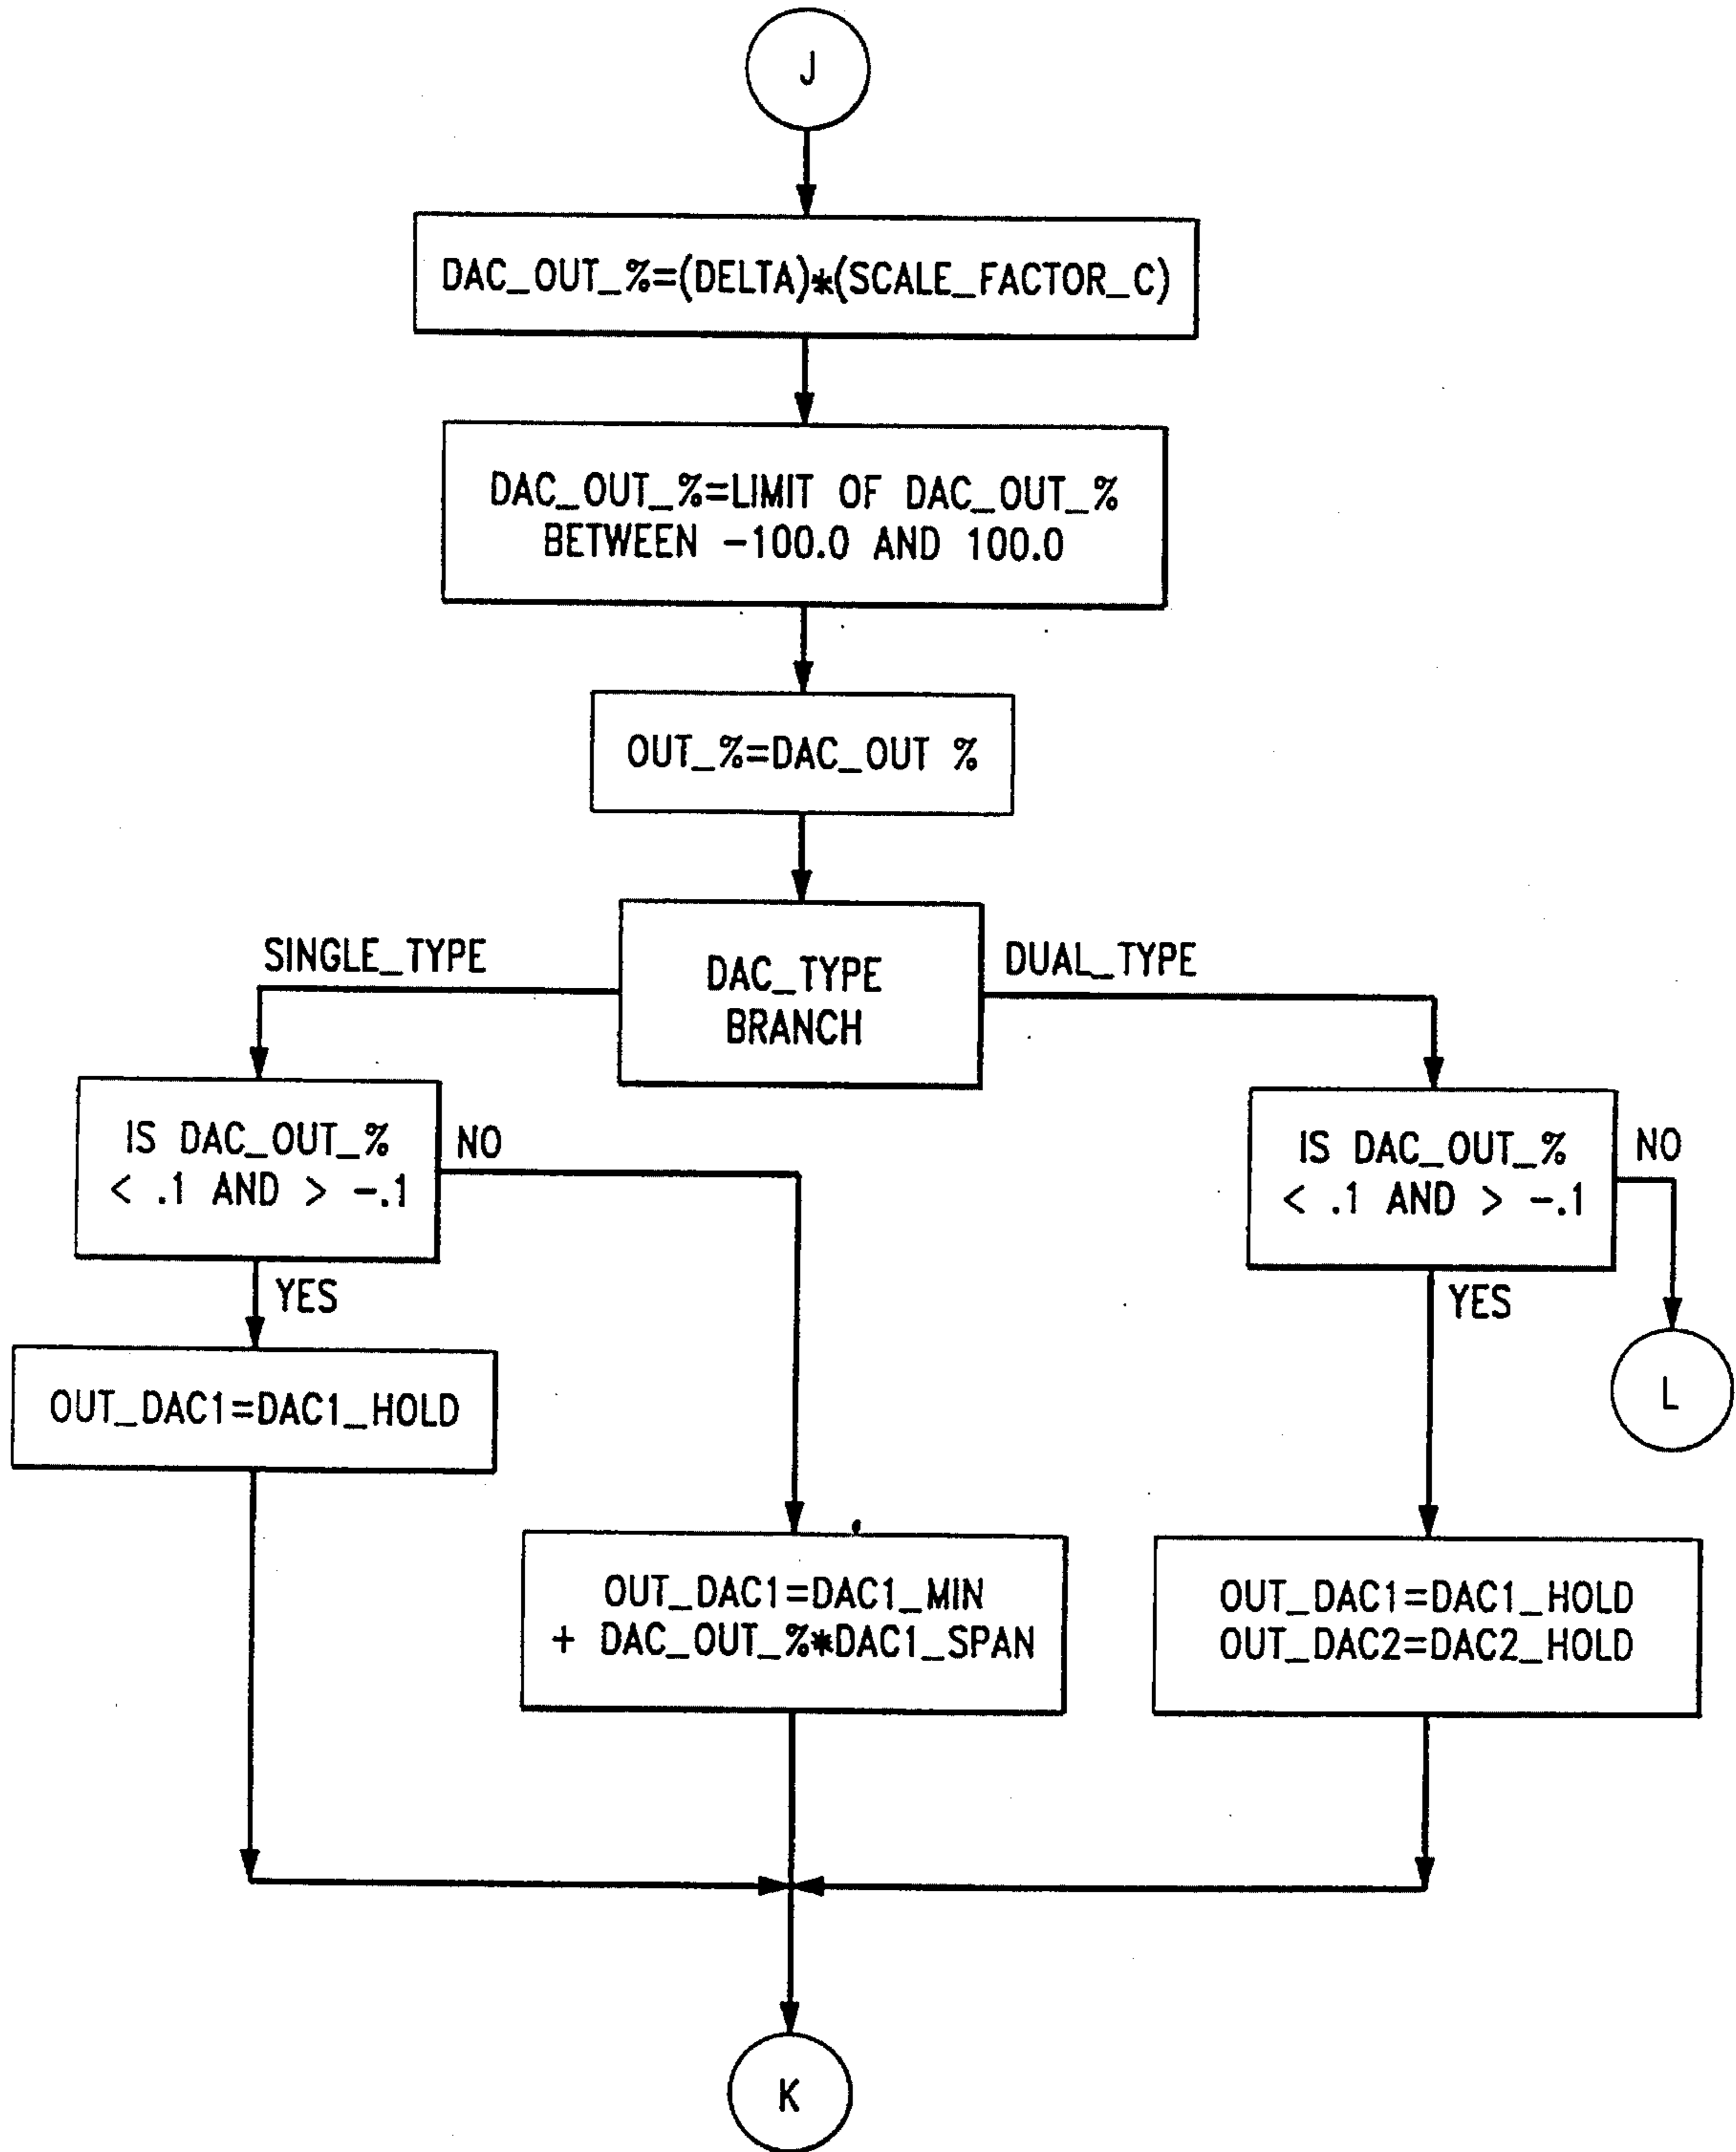 J
DAC_OUT_%=(DELTA)*(SCALE_FACTOR_C)
DAC_OUT_%=LIMIT OF DAC_OUT_%
BETWEEN -100.0 AND 100.0
OUT_%=DAC_OUT %
SINGLE_TYPE
DAC_TYPE
BRANCH
DUAL_TYPE
IS DAC_OUT_%
< .1 AND > -.1
NO
YES
IS DAC_OUT_%
< .1 AND > -.1
NO
YES
L
OUT_DAC1=DAC1_HOLD
OUT_DAC1=DAC1_MIN
+ DAC_OUT_%*DAC1_SPAN
OUT_DAC1=DAC1_HOLD
OUT_DAC2=DAC2_HOLD
K